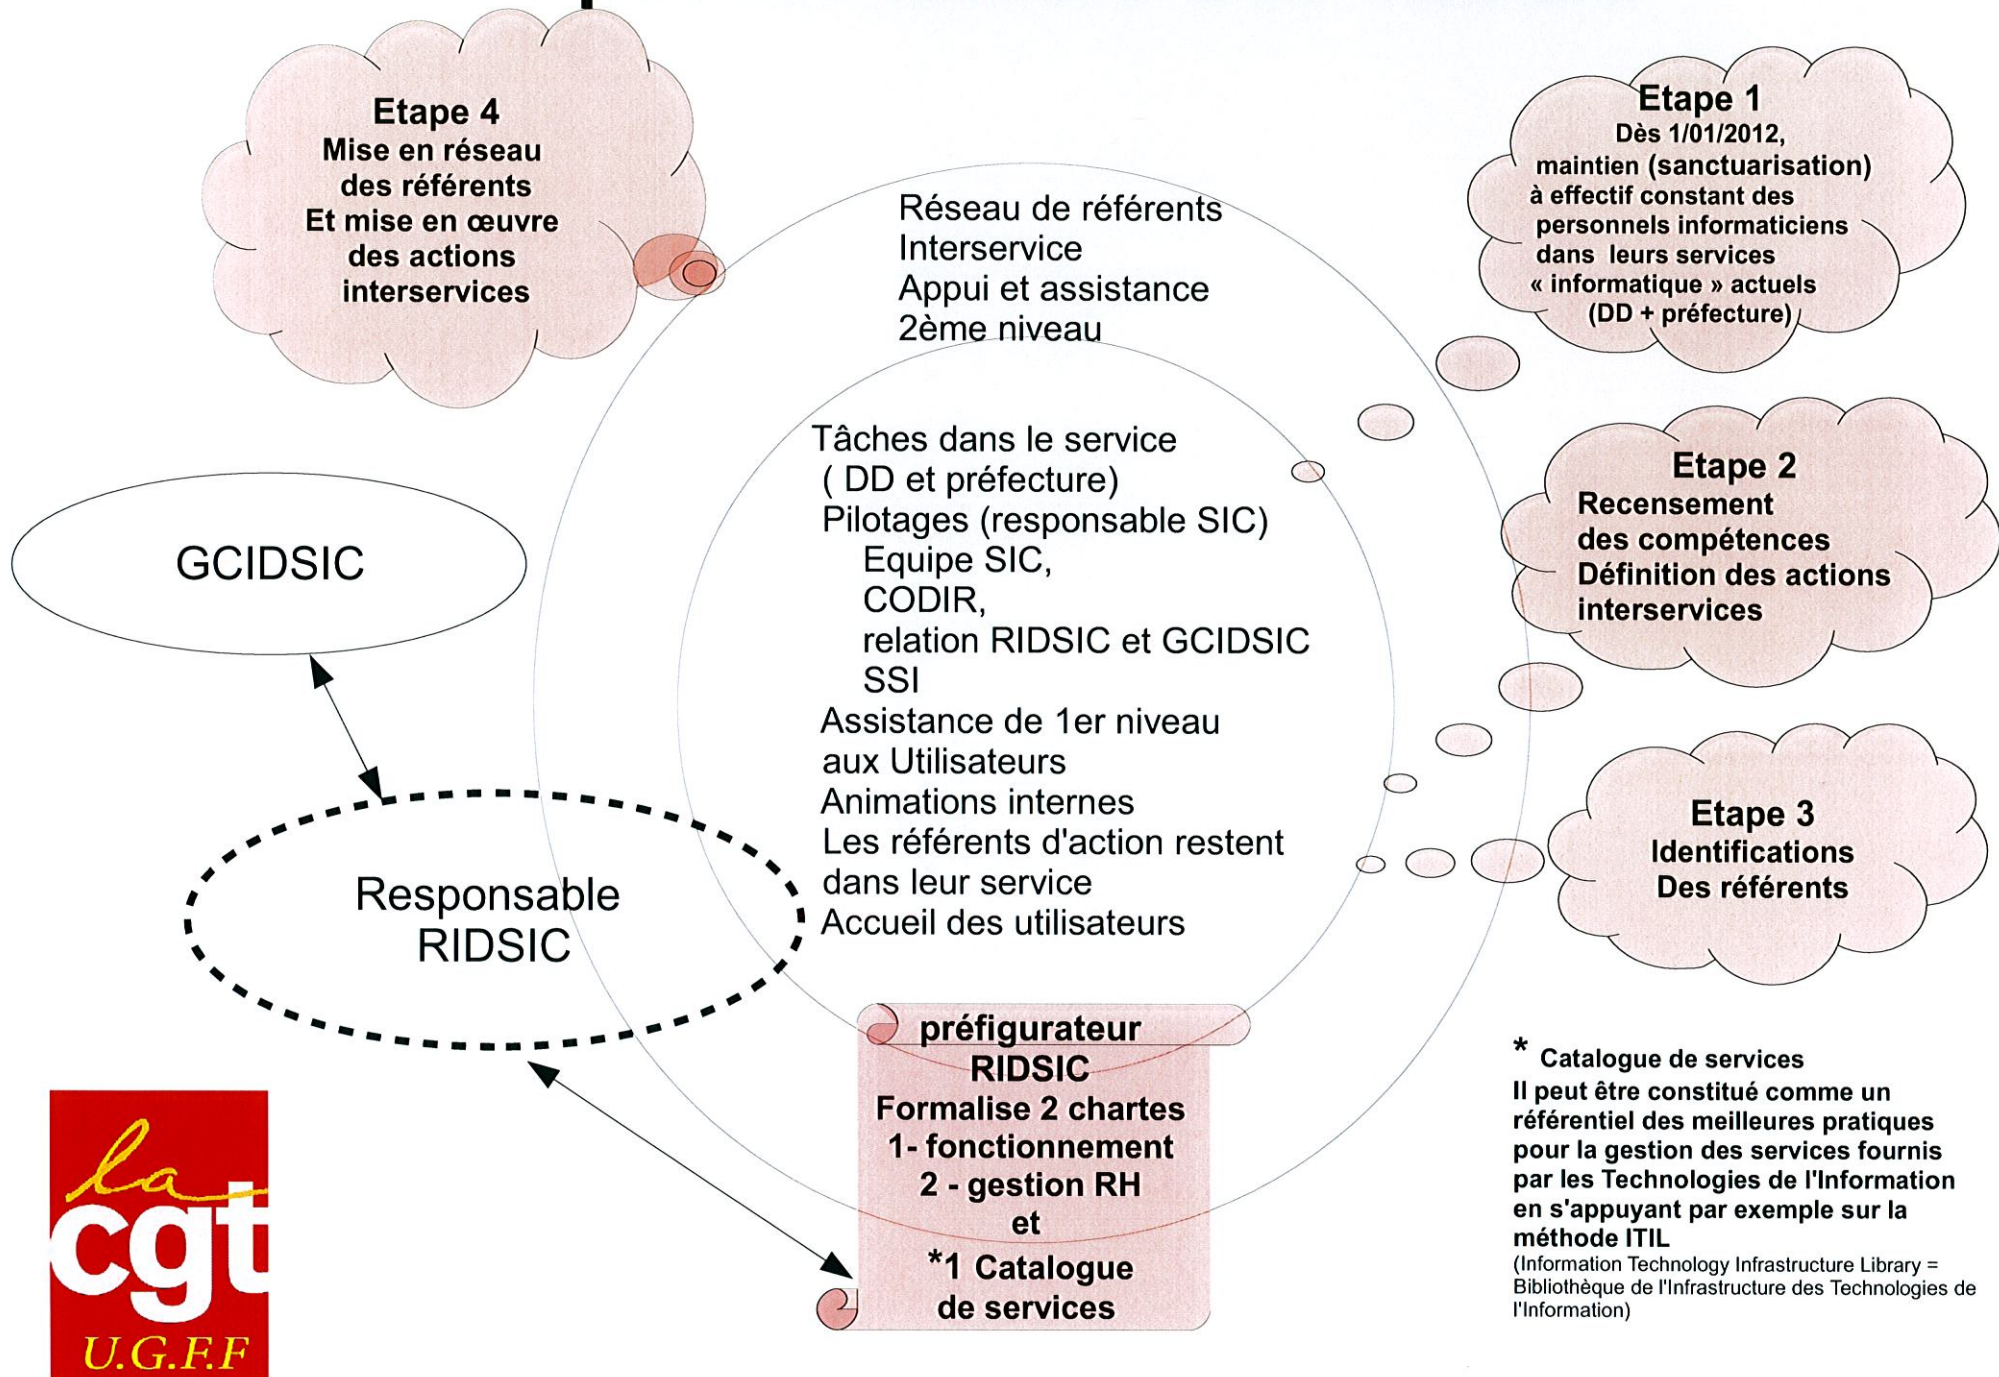 Etape 4
Mise en réseau
des référents
Et mise en œuvre
des actions
interservices
Etape 1
Dès 1/01/2012,
maintien (sanctuarisation)
à effectif constant des
personnels informaticiens
dans leurs services
« informatique » actuels
(DD + préfecture)
Réseau de référents
Interservice
Appui et assistance
2ème niveau
Etape 2
Recensement
des compétences
Définition des actions
interservices
Tâches dans le service
( DD et préfecture)
Pilotages (responsable SIC)
Equipe SIC,
CODIR,
relation RIDSIC et GCIDSIC
SSI
Assistance de 1er niveau
aux Utilisateurs
Animations internes
Les référents d'action restent
dans leur service
Accueil des utilisateurs
GCIDSIC
Etape 3
Identifications
Des référents
Responsable
RIDSIC
préfigurateur
RIDSIC
Formalise 2 chartes
1- fonctionnement
2 - gestion RH
et
*1 Catalogue
de services
* Catalogue de services
Il peut être constitué comme un
référentiel des meilleures pratiques
pour la gestion des services fournis
par les Technologies de l'Information
en s'appuyant par exemple sur la
méthode ITIL
(Information Technology Infrastructure Library =
Bibliothèque de l'Infrastructure des Technologies de
l'Information)
la
cgt
U.G.F.F